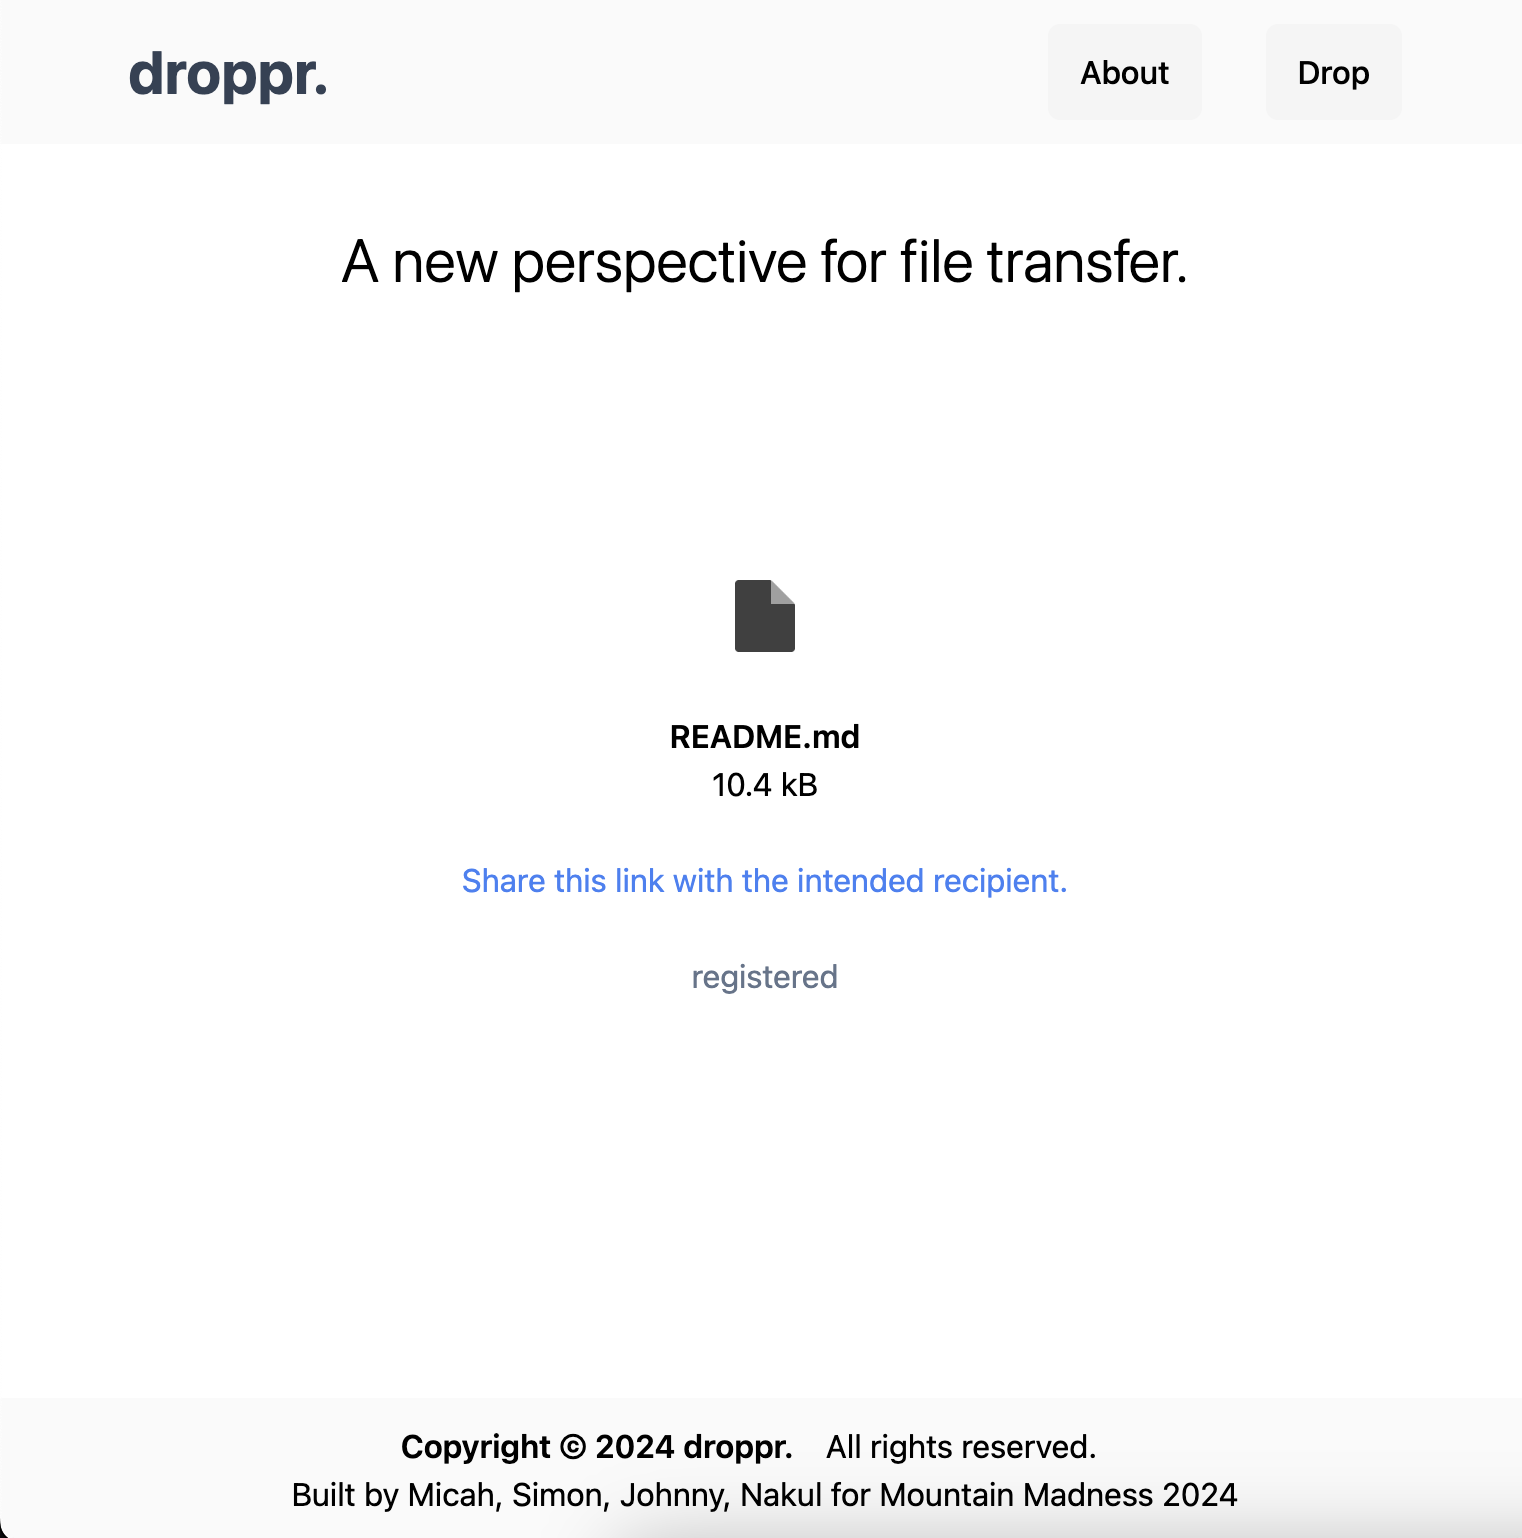 droppr.
About
Drop
A new perspective for file transfer.
README.md
10.4 kB
Share this link with the intended recipient.
registered
Copyright © 2024 droppr. All rights reserved.
Built by Micah, Simon, Johnny, Nakul for Mountain Madness 2024